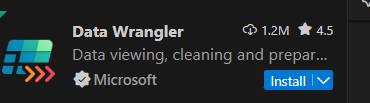 Data Wrangler 1.2M 4.5
Data viewing, cleaning and prepar...
Microsoft Install